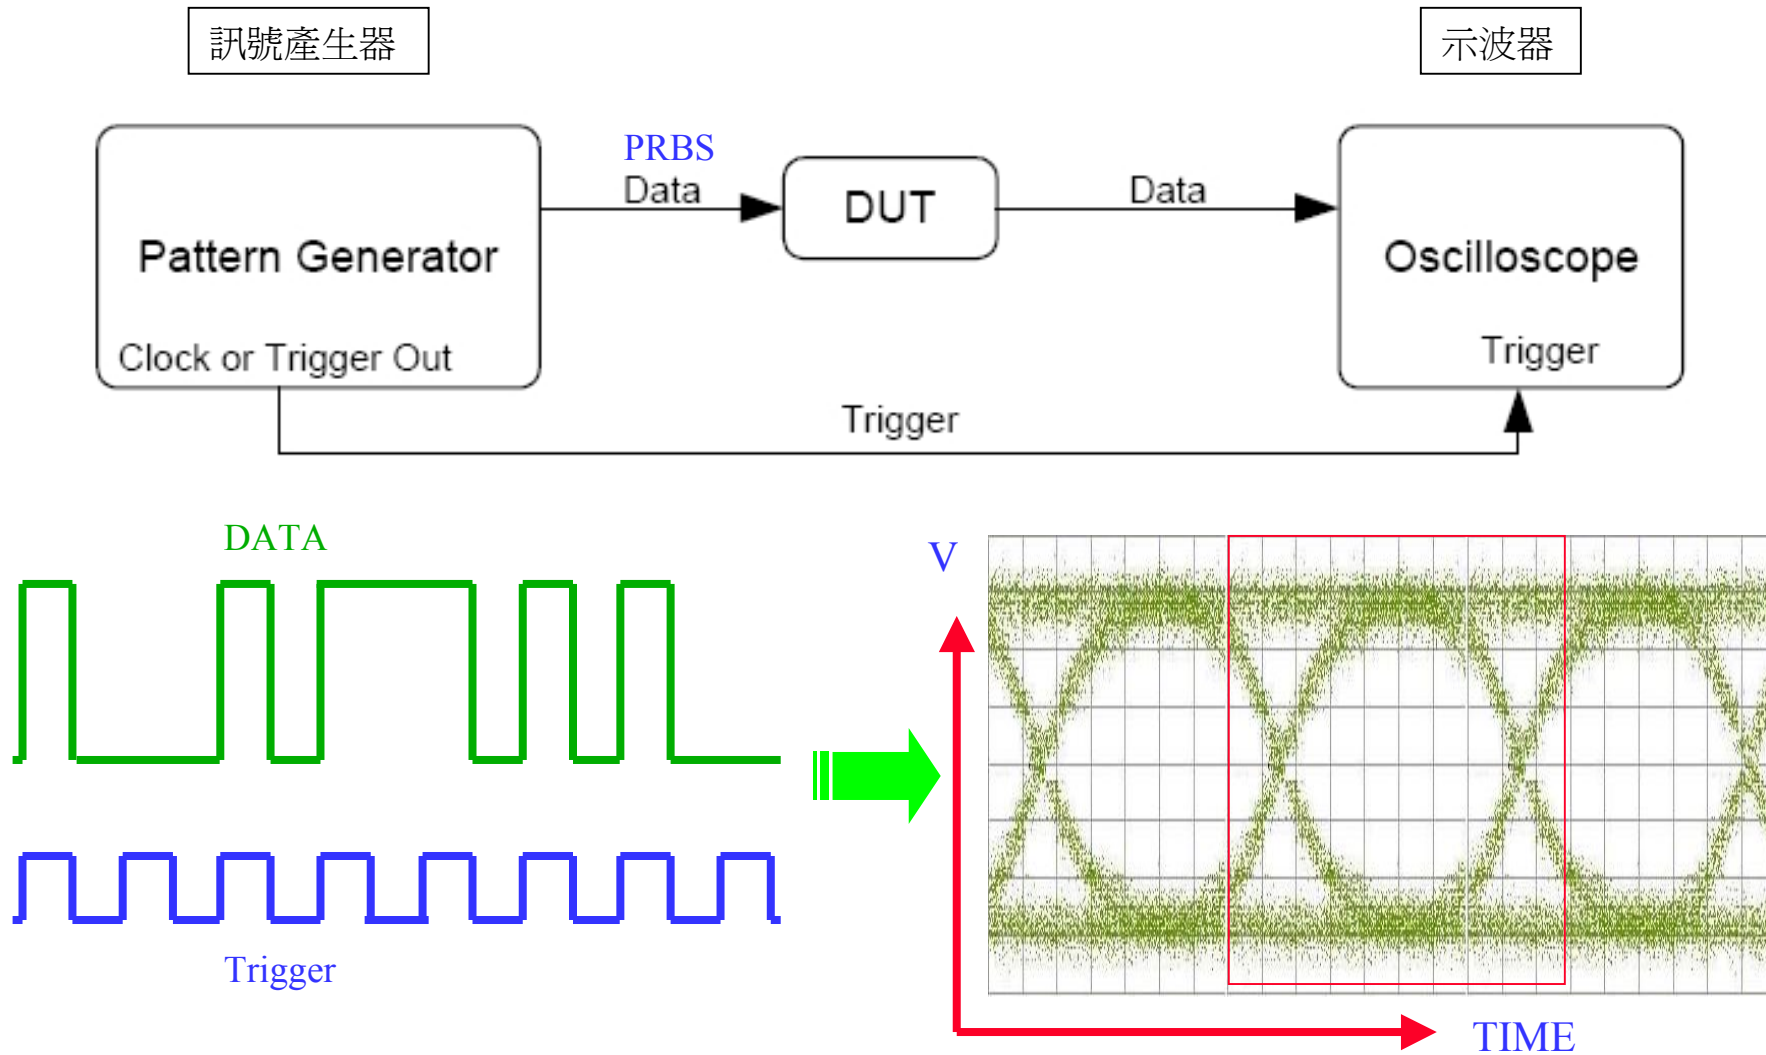 訊號產生器
示波器
PRBS
Data
DUT
Data
Pattern Generator
Oscilloscope
Clock or Trigger Out
Trigger
Trigger
DATA
V
Trigger
TIME